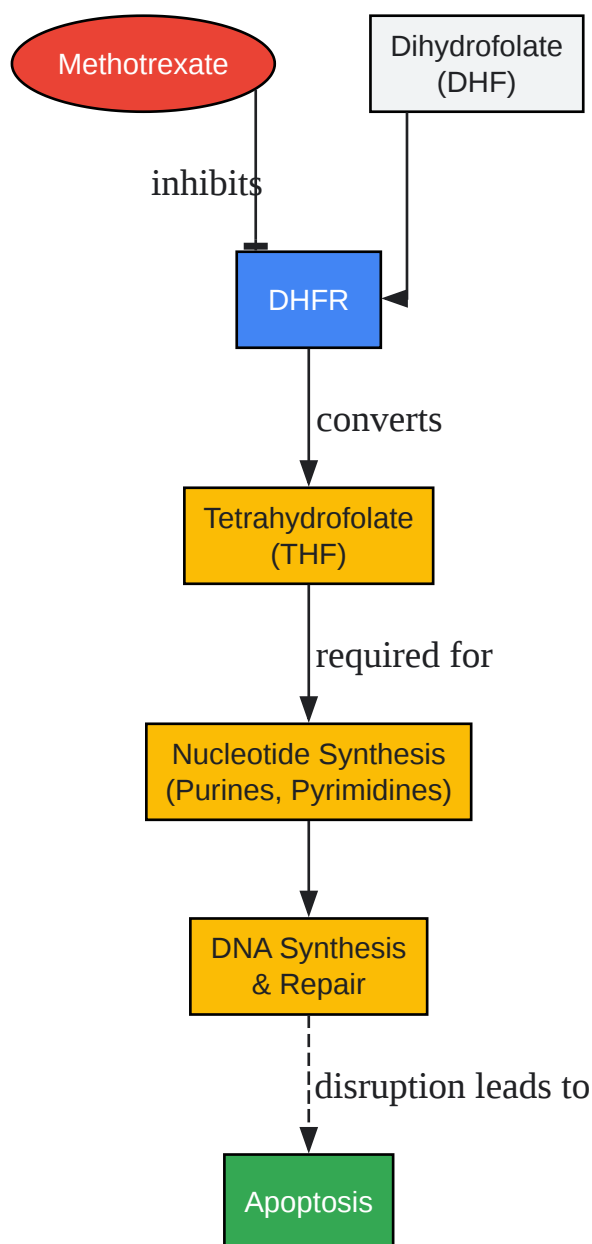 Methotrexate
Dihydrofolate
(DHF)
inhibits
DHFR
converts
Tetrahydrofolate
(THF)
required for
Nucleotide Synthesis
(Purines, Pyrimidines)
DNA Synthesis
& Repair
disruption leads to
Apoptosis